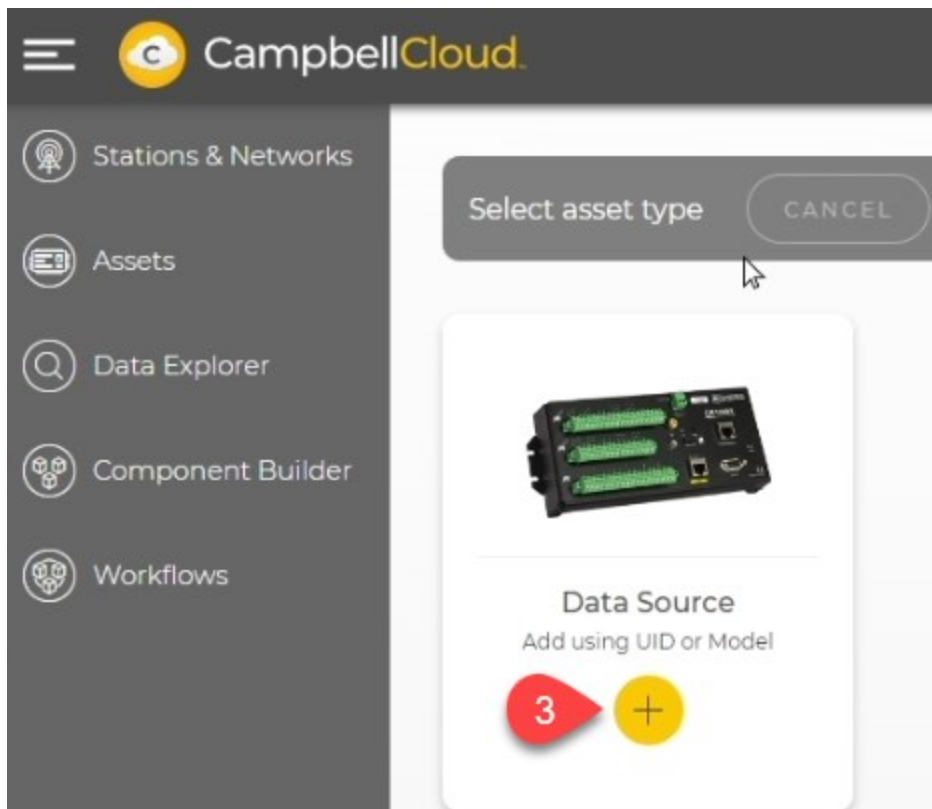 C CampbellCloud™
Stations & Networks
Assets
Data Explorer
Component Builder
Workflows
Select asset type CANCEL
Data Source
Add using UID or Model
3 +